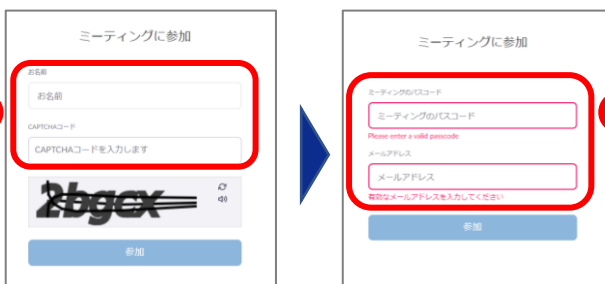 ミーティングに参加
お名前
お名前
CAPTCHAコード
CAPTCHAコードを入力します
2bgcx
参加
ミーティングに参加
ミーティングのパスコード
ミーティングのパスコード
Please enter a valid passcode
メールアドレス
メールアドレス
有効なメールアドレスを入力してください
参加